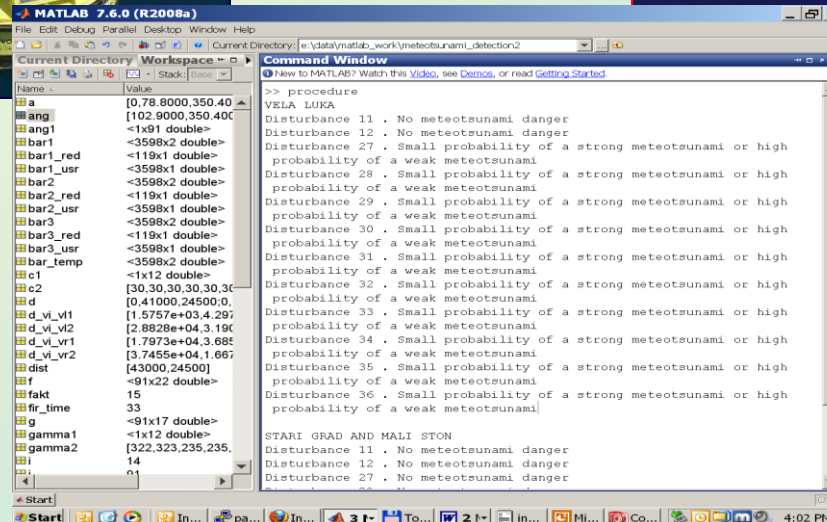 MATLAB 7.6.0 (R2008a)
File Edit Debug Parallel Desktop Window Help
Stack: Base Current Directory: e:\data\matlab_work\meteotsunami_detection2
Current Directory Workspace
Name Value
a [0,78.8000,350.40
ang [102.9000,350.400
ang1 <1x91 double>
bar1 <3598x2 double>
bar1_red <119x1 double>
bar1_usr <3598x1 double>
bar2 <3598x2 double>
bar2_red <119x1 double>
bar2_usr <3598x1 double>
bar3 <3598x2 double>
bar3_red <119x1 double>
bar3_usr <3598x1 double>
bar_temp <3598x2 double>
c1 <1x12 double>
c2 [30,30,30,30,30,30
d [0,41000,24500;0,
d_vi_vl1 [1.5757e+03,4.297
d_vi_vl2 [2.8828e+04,3.190
d_vi_vr1 [1.7973e+04,3.685
d_vi_vr2 [3.7455e+04,1.667
dist [43000,24500]
f <91x22 double>
fakt 15
fir_time 33
g <91x17 double>
gamma1 <1x12 double>
gamma2 [322,323,235,235,
i 14
Command Window
New to MATLAB? Watch this Video, see Demos, or read Getting Started.
>> procedure
VELA LUKA
Disturbance 11 . No meteotsunami danger
Disturbance 12 . No meteotsunami danger
Disturbance 27 . Small probability of a strong meteotsunami or high
probability of a weak meteotsunami
Disturbance 28 . Small probability of a strong meteotsunami or high
probability of a weak meteotsunami
Disturbance 29 . Small probability of a strong meteotsunami or high
probability of a weak meteotsunami
Disturbance 30 . Small probability of a strong meteotsunami or high
probability of a weak meteotsunami
Disturbance 31 . Small probability of a strong meteotsunami or high
probability of a weak meteotsunami
Disturbance 32 . Small probability of a strong meteotsunami or high
probability of a weak meteotsunami
Disturbance 33 . Small probability of a strong meteotsunami or high
probability of a weak meteotsunami
Disturbance 34 . Small probability of a strong meteotsunami or high
probability of a weak meteotsunami
Disturbance 35 . Small probability of a strong meteotsunami or high
probability of a weak meteotsunami
Disturbance 36 . Small probability of a strong meteotsunami or high
probability of a weak meteotsunami
STARI GRAD AND MALI STON
Disturbance 11 . No meteotsunami danger
Disturbance 12 . No meteotsunami danger
Disturbance 27 . No meteotsunami danger
Start
Start In... pa... In... 3 To... W 2 in... Mi... Co... 4:02 PM